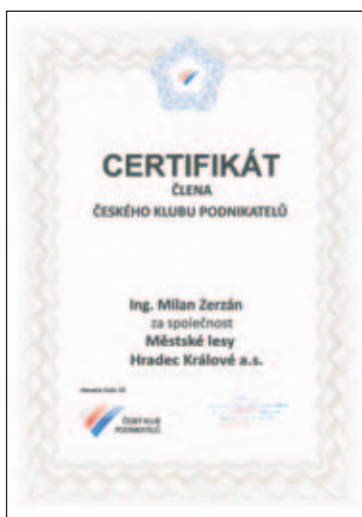 CERTIFIKÁT
ČLENA
ČESKÉHO KLUBU PODNIKATELŮ
Ing. Milan Zerzán
za společnost
Městské lesy
Hradec Králové a.s.
ČESKÝ KLUB
PODNIKATELŮ